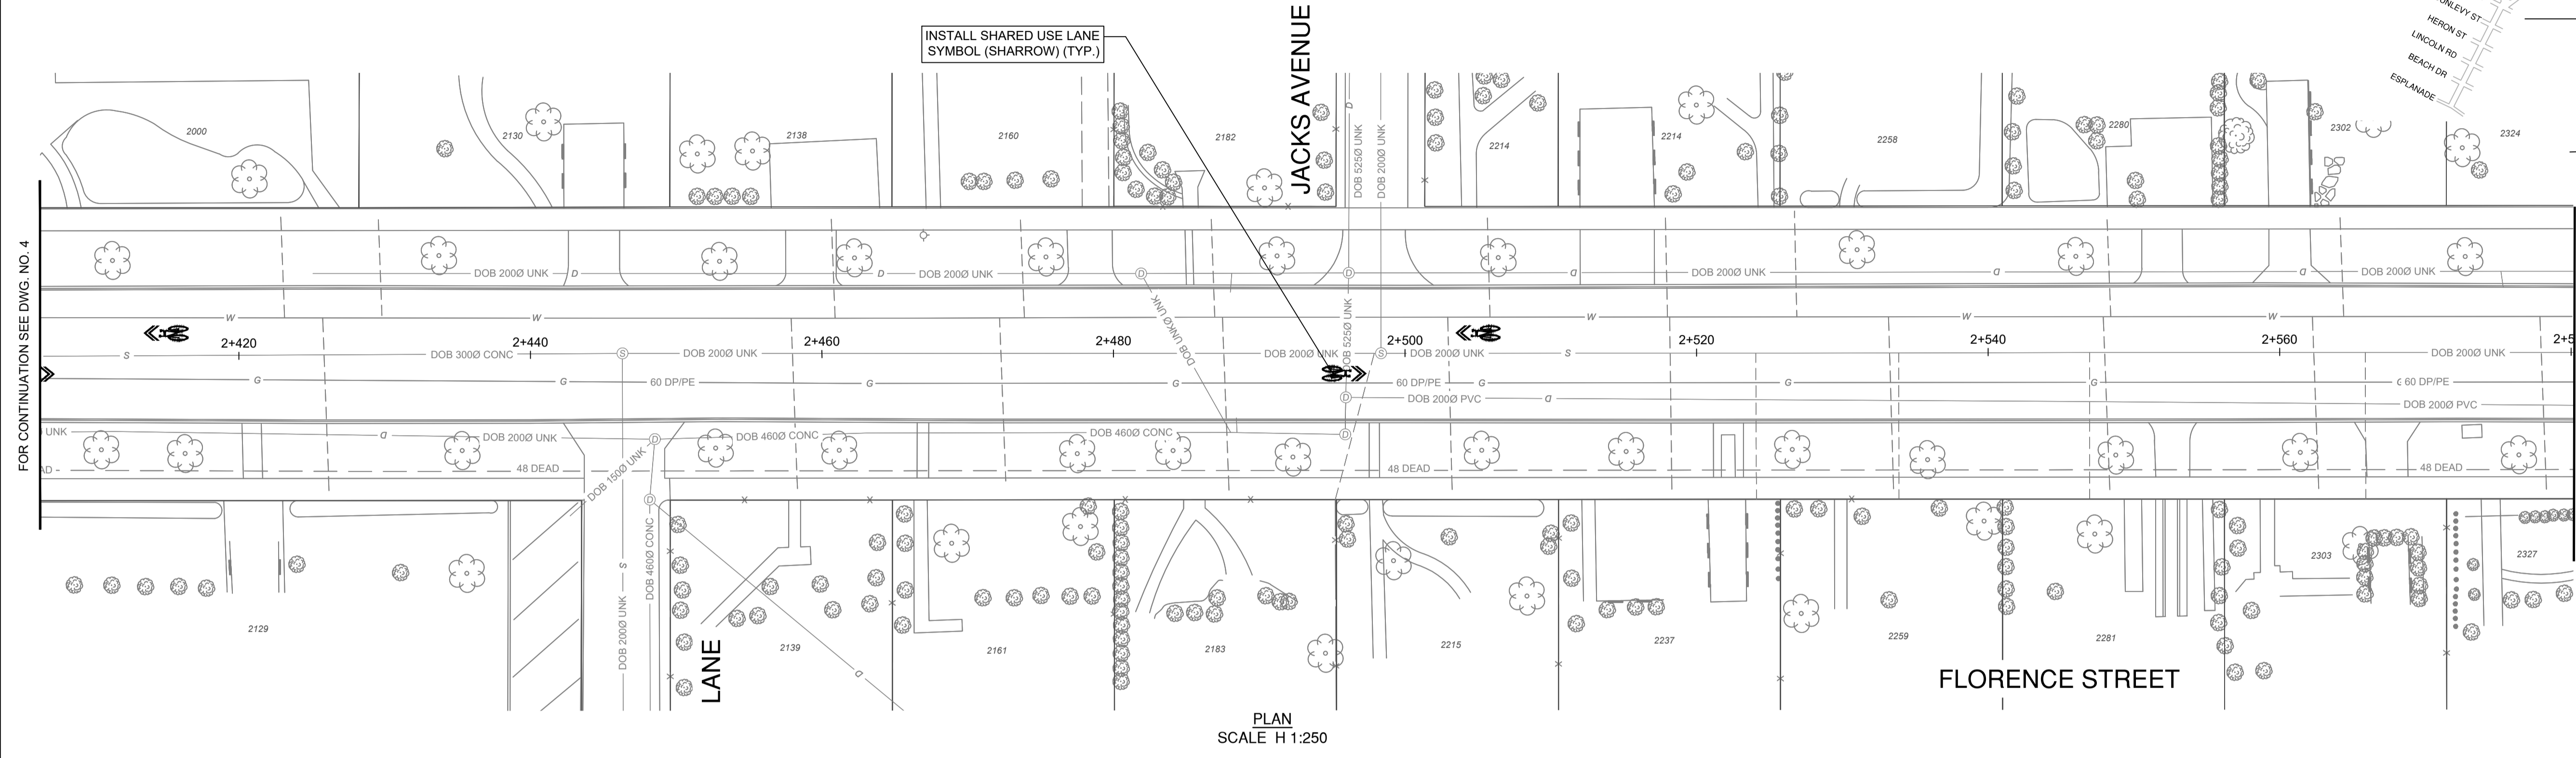 INSTALL SHARED USE LANE
SYMBOL (SHARROW) (TYP.)
JACKS AVENUE
HERON ST
LINCOLN RD
BEACH DR
ESPLANADE
2000
2130
2138
2160
2182
2214
2214
2258
2280
2302
2324
DOB 525Ø UNK
DOB 200Ø UNK
D
FOR CONTINUATION SEE DWG. NO. 4
DOB 200Ø UNK
D
D
DOB 200Ø UNK
D
D
D
DOB 200Ø UNK
D
D
DOB 200Ø UNK
DOB UNKØ UNK
DOB 525Ø UNK
W
W
W
W
W
2+420
2+440
2+460
2+480
2+500
2+520
2+540
2+560
S
DOB 300Ø CONC
S
DOB 200Ø UNK
DOB 200Ø UNK
S
DOB 200Ø UNK
S
DOB 200Ø UNK
G
G
60 DP/PE
G
G
60 DP/PE
G
G
G
60 DP/PE
D
DOB 200Ø PVC
D
DOB 200Ø PVC
UNK
D
DOB 200Ø UNK
D
DOB 460Ø CONC
DOB 460Ø CONC
D
48 DEAD
48 DEAD
48 DEAD
DOB 150Ø UNK
D
DOB 200Ø UNK
S
DOB 460Ø CONC
D
2129
2139
2161
2183
2215
2237
2259
2281
2303
2327
LANE
FLORENCE STREET
PLAN
SCALE H 1:250